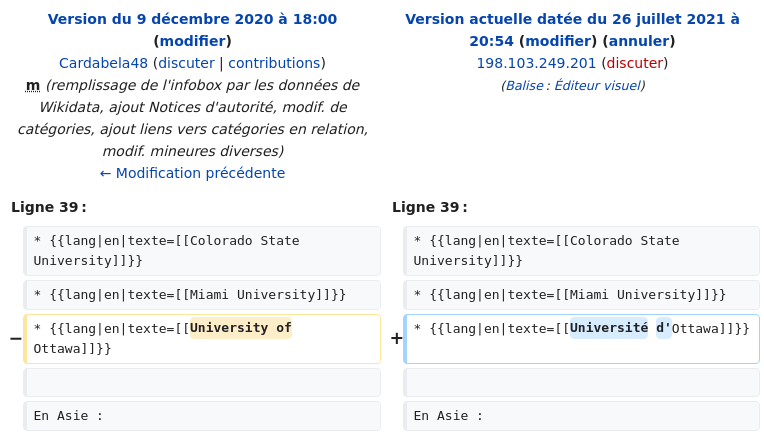 Version du 9 décembre 2020 à 18:00
(modifier)
Cardabela48 (discuter | contributions)
m (remplissage de l'infobox par les données de
Wikidata, ajout Notices d'autorité, modif. de
catégories, ajout liens vers catégories en relation,
modif. mineures diverses)
← Modification précédente
Version actuelle datée du 26 juillet 2021 à
20:54 (modifier) (annuler)
198.103.249.201 (discuter)
(Balise : Éditeur visuel)
Ligne 39 :
* {{lang|en|texte=[[Colorado State
University]]}}
* {{lang|en|texte=[[Miami University]]}}
− * {{lang|en|texte=[[University of
Ottawa]]}}
En Asie :
Ligne 39 :
* {{lang|en|texte=[[Colorado State
University]]}}
* {{lang|en|texte=[[Miami University]]}}
+ * {{lang|en|texte=[[Université d'Ottawa]]}}
En Asie :